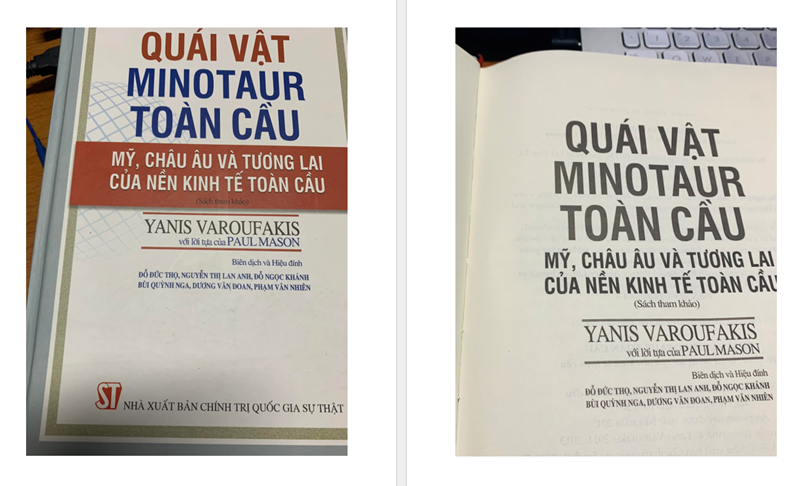 QUÁI VẬT
MINOTAUR
TOÀN CẦU
MỸ, CHÂU ÂU VÀ TƯƠNG LAI
CỦA NỀN KINH TẾ TOÀN CẦU
(Sách tham khảo)
YANIS VAROUFAKIS
với lời tựa của PAUL MASON
Biên dịch và Hiệu đính
ĐỖ ĐỨC THỌ, NGUYỄN THỊ LAN ANH, ĐỖ NGỌC KHÁNH
BÙI QUỲNH NGA, DƯƠNG VĂN ĐOAN, PHẠM VĂN NHIÊN
ST NHÀ XUẤT BẢN CHÍNH TRỊ QUỐC GIA SỰ THẬT
QUÁI VẬT
MINOTAUR
TOÀN CẦU
MỸ, CHÂU ÂU VÀ TƯƠNG LAI
CỦA NỀN KINH TẾ TOÀN CẦU
(Sách tham khảo)
YANIS VAROUFAKIS
với lời tựa của PAUL MASON
Biên dịch và Hiệu đính
ĐỖ ĐỨC THỌ, NGUYỄN THỊ LAN ANH, ĐỖ NGỌC KHÁNH
BÙI QUỲNH NGA, DƯƠNG VĂN ĐOAN, PHẠM VĂN NHIÊN